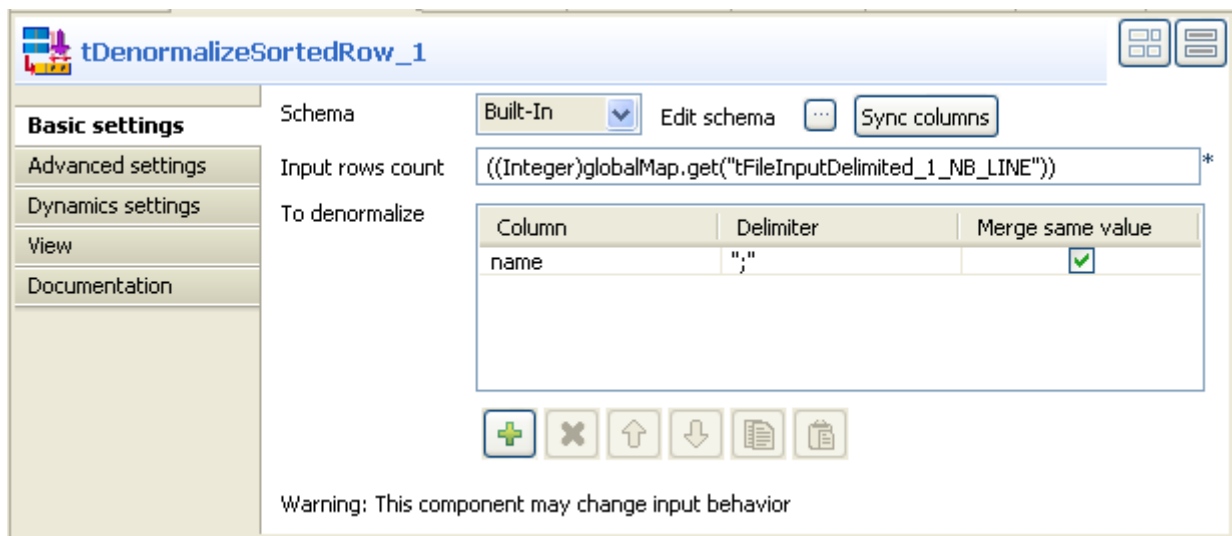 tDenormalizeSortedRow_1
Basic settings
Advanced settings
Dynamics settings
View
Documentation
Schema Built-In Edit schema ... Sync columns
Input rows count ((Integer)globalMap.get("tFileInputDelimited_1_NB_LINE")) *
To denormalize
Column Delimiter Merge same value
name ";"
Warning: This component may change input behavior